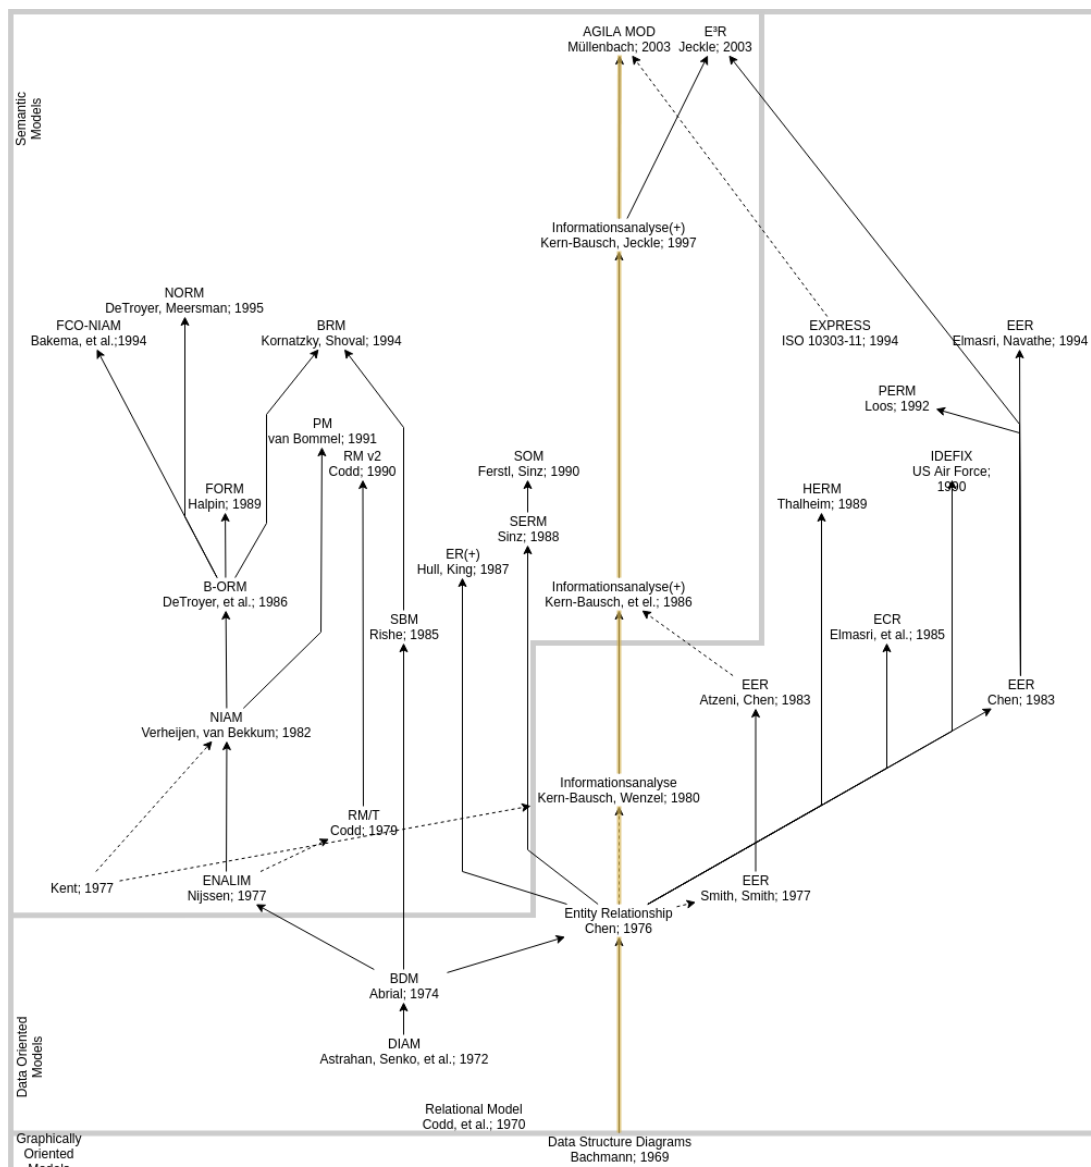 AGILA MOD
Müllenbach; 2003
E³R
Jeckle; 2003
Semantic
Models
Informationsanalyse(+)
Kern-Bausch, Jeckle; 1997
NORM
DeTroyer, Meersman; 1995
FCO-NIAM
Bakema, et al.;1994
BRM
Kornatzky, Shoval; 1994
EXPRESS
ISO 10303-11; 1994
EER
Elmasri, Navathe; 1994
PERM
Loos; 1992
PM
van Bommel; 1991
RM v2
Codd; 1990
SOM
Ferstl, Sinz; 1990
IDEFIX
US Air Force;
1990
FORM
Halpin; 1989
HERM
Thalheim; 1989
SERM
Sinz; 1988
ER(+)
Hull, King; 1987
B-ORM
DeTroyer, et al.; 1986
Informationsanalyse(+)
Kern-Bausch, et el.; 1986
SBM
Rishe; 1985
ECR
Elmasri, et al.; 1985
EER
Atzeni, Chen; 1983
EER
Chen; 1983
NIAM
Verheijen, van Bekkum; 1982
Informationsanalyse
Kern-Bausch, Wenzel; 1980
RM/T
Codd; 1979
Kent; 1977
ENALIM
Nijssen; 1977
EER
Smith, Smith; 1977
Entity Relationship
Chen; 1976
BDM
Abrial; 1974
DIAM
Astrahan, Senko, et al.; 1972
Data Oriented
Models
Relational Model
Codd, et al.; 1970
Graphically
Oriented
Models
Data Structure Diagrams
Bachmann; 1969